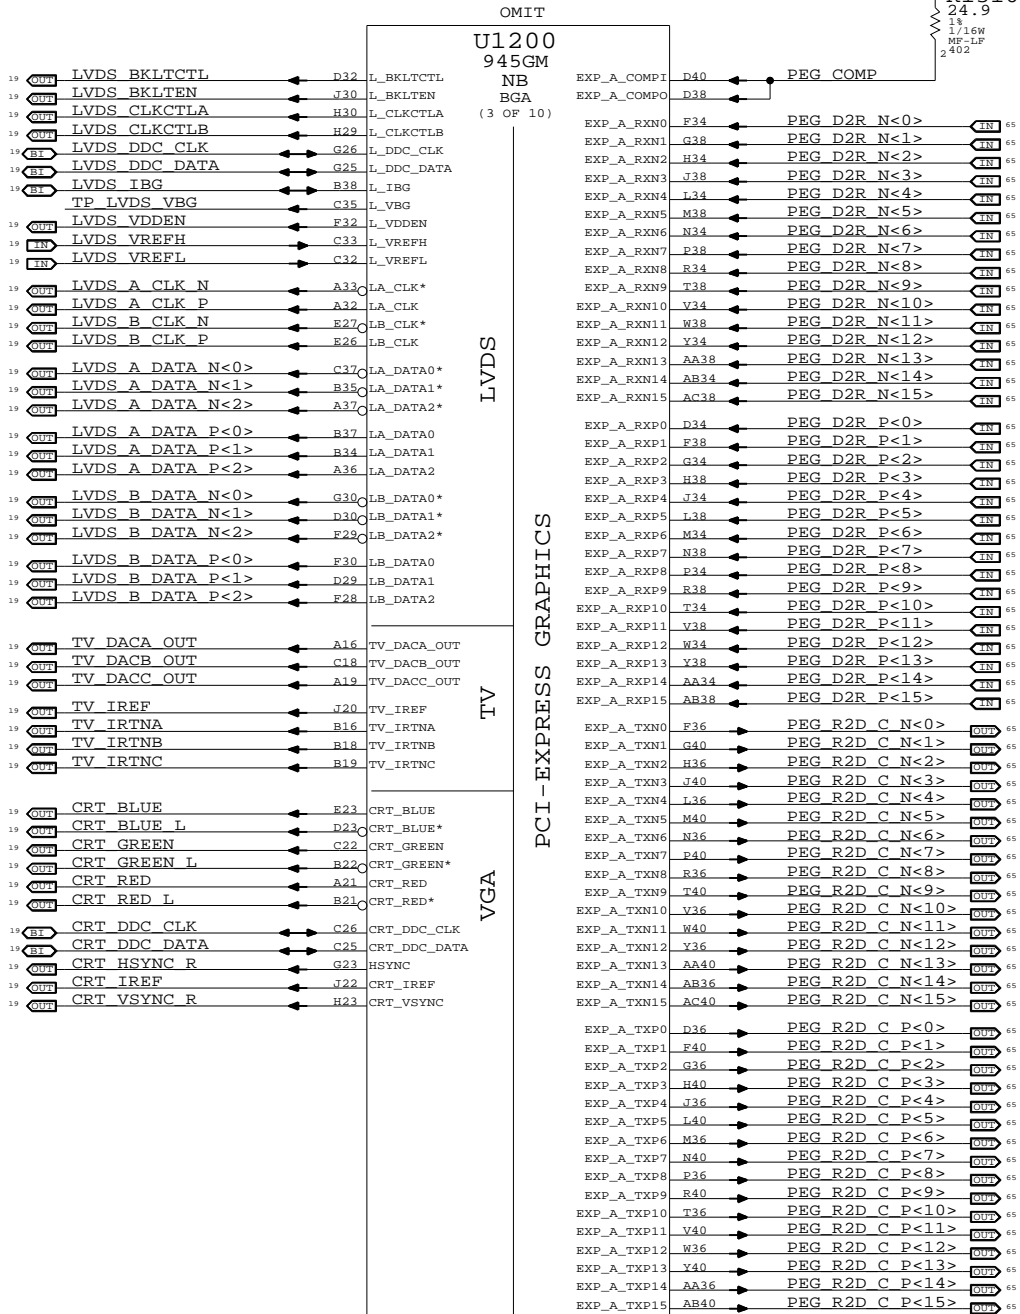 OMIT
U1200
945GM
NB
BGA
(3 OF 10)
24.9
1%
1/16W
MF-LF
402
2
19 OUT LVDS_BKLTCTL D32 L_BKLTCTL
19 OUT LVDS_BKLTEN J30 L_BKLTEN
19 OUT LVDS_CLKCTLA H30 L_CLKCTLA
19 OUT LVDS_CLKCTLB H29 L_CLKCTLB
19 BI LVDS_DDC_CLK G26 L_DDC_CLK
19 BI LVDS_DDC_DATA G25 L_DDC_DATA
19 BI LVDS_IBG B38 L_IBG
TP_LVDS_VBG C35 L_VBG
19 OUT LVDS_VDDEN F32 L_VDDEN
19 IN LVDS_VREFH C33 L_VREFH
19 IN LVDS_VREFL C32 L_VREFL
19 OUT LVDS_A_CLK_N A33 LA_CLK*
19 OUT LVDS_A_CLK_P A32 LA_CLK
19 OUT LVDS_B_CLK_N E27 LB_CLK*
19 OUT LVDS_B_CLK_P E26 LB_CLK
19 OUT LVDS_A_DATA_N<0> C37 LA_DATA0*
19 OUT LVDS_A_DATA_N<1> B35 LA_DATA1*
19 OUT LVDS_A_DATA_N<2> A37 LA_DATA2*
19 OUT LVDS_A_DATA_P<0> B37 LA_DATA0
19 OUT LVDS_A_DATA_P<1> B34 LA_DATA1
19 OUT LVDS_A_DATA_P<2> A36 LA_DATA2
19 OUT LVDS_B_DATA_N<0> G30 LB_DATA0*
19 OUT LVDS_B_DATA_N<1> D30 LB_DATA1*
19 OUT LVDS_B_DATA_N<2> F29 LB_DATA2*
19 OUT LVDS_B_DATA_P<0> F30 LB_DATA0
19 OUT LVDS_B_DATA_P<1> D29 LB_DATA1
19 OUT LVDS_B_DATA_P<2> F28 LB_DATA2
19 OUT TV_DACA_OUT A16 TV_DACA_OUT
19 OUT TV_DACB_OUT C18 TV_DACB_OUT
19 OUT TV_DACC_OUT A19 TV_DACC_OUT
19 OUT TV_IREF J20 TV_IREF
19 OUT TV_IRTNA B16 TV_IRTNA
19 OUT TV_IRTNB B18 TV_IRTNB
19 OUT TV_IRTNC B19 TV_IRTNC
19 OUT CRT_BLUE E23 CRT_BLUE
19 OUT CRT_BLUE_L D23 CRT_BLUE*
19 OUT CRT_GREEN C22 CRT_GREEN
19 OUT CRT_GREEN_L B22 CRT_GREEN*
19 OUT CRT_RED A21 CRT_RED
19 OUT CRT_RED_L B21 CRT_RED*
19 BI CRT_DDC_CLK C26 CRT_DDC_CLK
19 BI CRT_DDC_DATA C25 CRT_DDC_DATA
19 OUT CRT_HSYNC_R G23 HSYNC
19 OUT CRT_IREF J22 CRT_IREF
19 OUT CRT_VSYNC_R H23 CRT_VSYNC
LVDS
TV
VGA
PCI-EXPRESS GRAPHICS
EXP_A_COMPI D40 PEG_COMP
EXP_A_COMPO D38
EXP_A_RXN0 F34 PEG_D2R_N<0> IN 65
EXP_A_RXN1 G38 PEG_D2R_N<1> IN 65
EXP_A_RXN2 H34 PEG_D2R_N<2> IN 65
EXP_A_RXN3 J38 PEG_D2R_N<3> IN 65
EXP_A_RXN4 L34 PEG_D2R_N<4> IN 65
EXP_A_RXN5 M38 PEG_D2R_N<5> IN 65
EXP_A_RXN6 N34 PEG_D2R_N<6> IN 65
EXP_A_RXN7 P38 PEG_D2R_N<7> IN 65
EXP_A_RXN8 R34 PEG_D2R_N<8> IN 65
EXP_A_RXN9 T38 PEG_D2R_N<9> IN 65
EXP_A_RXN10 V34 PEG_D2R_N<10> IN 65
EXP_A_RXN11 W38 PEG_D2R_N<11> IN 65
EXP_A_RXN12 Y34 PEG_D2R_N<12> IN 65
EXP_A_RXN13 AA38 PEG_D2R_N<13> IN 65
EXP_A_RXN14 AB34 PEG_D2R_N<14> IN 65
EXP_A_RXN15 AC38 PEG_D2R_N<15> IN 65
EXP_A_RXP0 D34 PEG_D2R_P<0> IN 65
EXP_A_RXP1 F38 PEG_D2R_P<1> IN 65
EXP_A_RXP2 G34 PEG_D2R_P<2> IN 65
EXP_A_RXP3 H38 PEG_D2R_P<3> IN 65
EXP_A_RXP4 J34 PEG_D2R_P<4> IN 65
EXP_A_RXP5 L38 PEG_D2R_P<5> IN 65
EXP_A_RXP6 M34 PEG_D2R_P<6> IN 65
EXP_A_RXP7 N38 PEG_D2R_P<7> IN 65
EXP_A_RXP8 P34 PEG_D2R_P<8> IN 65
EXP_A_RXP9 R38 PEG_D2R_P<9> IN 65
EXP_A_RXP10 T34 PEG_D2R_P<10> IN 65
EXP_A_RXP11 V38 PEG_D2R_P<11> IN 65
EXP_A_RXP12 W34 PEG_D2R_P<12> IN 65
EXP_A_RXP13 Y38 PEG_D2R_P<13> IN 65
EXP_A_RXP14 AA34 PEG_D2R_P<14> IN 65
EXP_A_RXP15 AB38 PEG_D2R_P<15> IN 65
EXP_A_TXN0 F36 PEG_R2D_C_N<0> OUT 65
EXP_A_TXN1 G40 PEG_R2D_C_N<1> OUT 65
EXP_A_TXN2 H36 PEG_R2D_C_N<2> OUT 65
EXP_A_TXN3 J40 PEG_R2D_C_N<3> OUT 65
EXP_A_TXN4 L36 PEG_R2D_C_N<4> OUT 65
EXP_A_TXN5 M40 PEG_R2D_C_N<5> OUT 65
EXP_A_TXN6 N36 PEG_R2D_C_N<6> OUT 65
EXP_A_TXN7 P40 PEG_R2D_C_N<7> OUT 65
EXP_A_TXN8 R36 PEG_R2D_C_N<8> OUT 65
EXP_A_TXN9 T40 PEG_R2D_C_N<9> OUT 65
EXP_A_TXN10 V36 PEG_R2D_C_N<10> OUT 65
EXP_A_TXN11 W40 PEG_R2D_C_N<11> OUT 65
EXP_A_TXN12 Y36 PEG_R2D_C_N<12> OUT 65
EXP_A_TXN13 AA40 PEG_R2D_C_N<13> OUT 65
EXP_A_TXN14 AB36 PEG_R2D_C_N<14> OUT 65
EXP_A_TXN15 AC40 PEG_R2D_C_N<15> OUT 65
EXP_A_TXP0 D36 PEG_R2D_C_P<0> OUT 65
EXP_A_TXP1 F40 PEG_R2D_C_P<1> OUT 65
EXP_A_TXP2 G36 PEG_R2D_C_P<2> OUT 65
EXP_A_TXP3 H40 PEG_R2D_C_P<3> OUT 65
EXP_A_TXP4 J36 PEG_R2D_C_P<4> OUT 65
EXP_A_TXP5 L40 PEG_R2D_C_P<5> OUT 65
EXP_A_TXP6 M36 PEG_R2D_C_P<6> OUT 65
EXP_A_TXP7 N40 PEG_R2D_C_P<7> OUT 65
EXP_A_TXP8 P36 PEG_R2D_C_P<8> OUT 65
EXP_A_TXP9 R40 PEG_R2D_C_P<9> OUT 65
EXP_A_TXP10 T36 PEG_R2D_C_P<10> OUT 65
EXP_A_TXP11 V40 PEG_R2D_C_P<11> OUT 65
EXP_A_TXP12 W36 PEG_R2D_C_P<12> OUT 65
EXP_A_TXP13 Y40 PEG_R2D_C_P<13> OUT 65
EXP_A_TXP14 AA36 PEG_R2D_C_P<14> OUT 65
EXP_A_TXP15 AB40 PEG_R2D_C_P<15> OUT 65